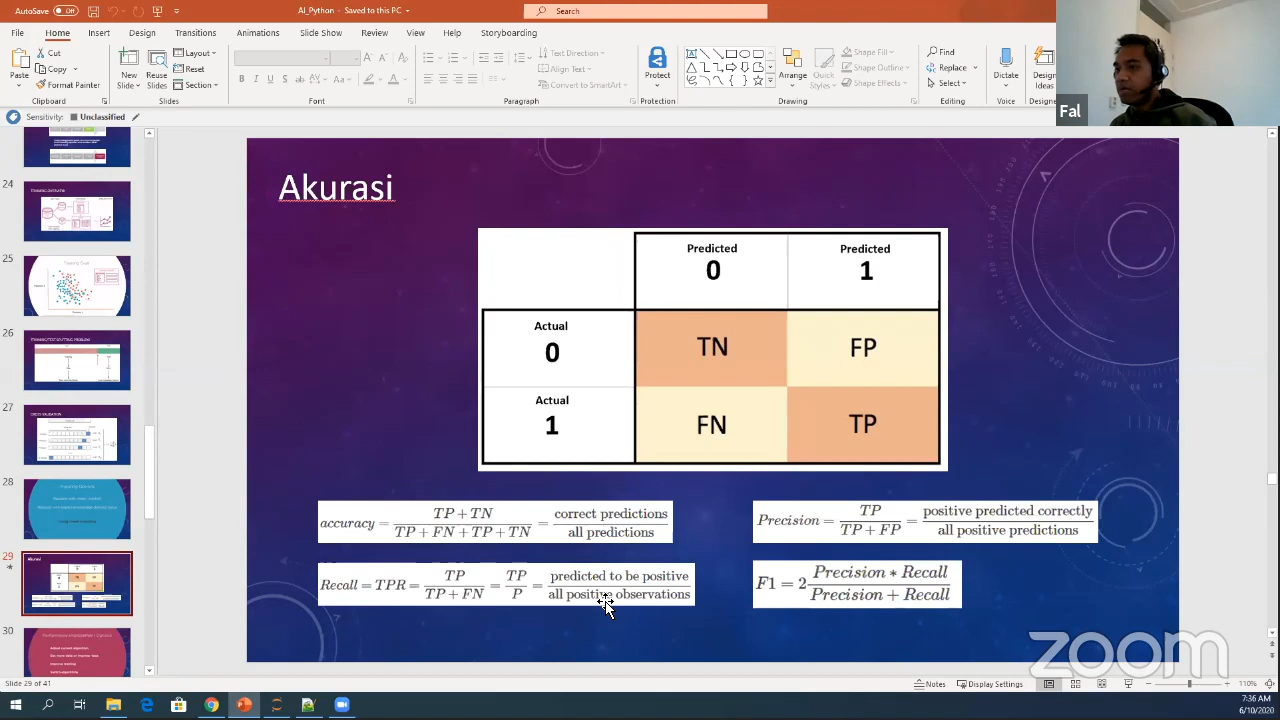 AutoSave Off AI_Python - Saved to this PC Search
File Home Insert Design Transitions Animations Slide Show Review View Help Storyboarding
Paste Cut Copy Format Painter Clipboard
New Slides Reuse Slides Layout Reset Section Slides
B I U S Font
Text Direction Align Text Convert to SmartArt Paragraph
Protect Protection
Arrange Quick Styles Shape Fill Shape Outline Shape Effects Drawing
Find Replace Select Editing
Dictate Voice
Design Ideas
Fal
Sensitivity: Unclassified
24
26
27
28
29
30
Akurasi
Predicted Predicted
0 1
Actual
0 TN FP
Actual
1 FN TP
accuracy = TP + TN / TP + FN + TP + TN = correct predictions / all predictions
Precision = TP / TP + FP = positive predicted correctly / all positive predictions
Recall = TPR = TP / TP + FN = TP / P = predicted to be positive / all positive observations
F1 = 2 Precision * Recall / Precision + Recall
zoom
Slide 29 of 41 Notes Display Settings 110%
7:36 AM
6/10/2020